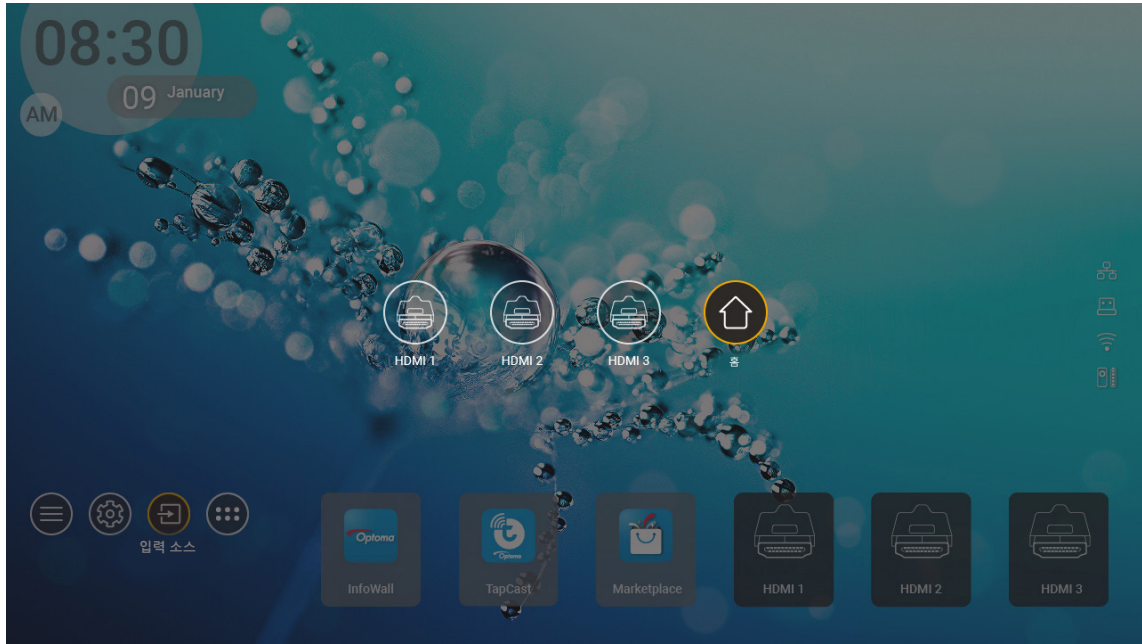 08:30
09 January
AM
HDMI 1
HDMI 2
HDMI 3
홈
입력 소스
Optoma
InfoWall
t
Optoma
TapCast
Marketplace
HDMI 1
HDMI 2
HDMI 3